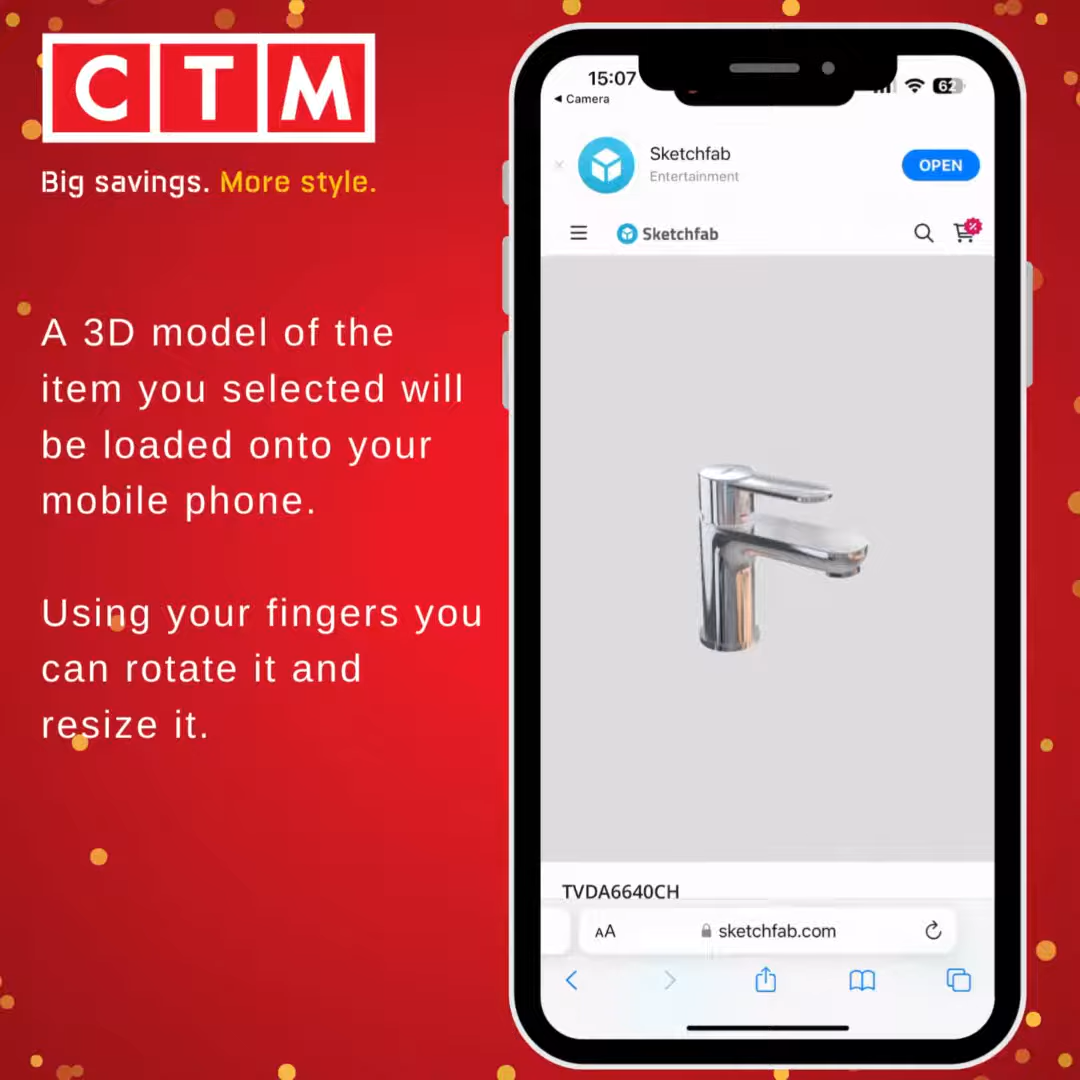 CTM
Big savings. More style.
A 3D model of the
item you selected will
be loaded onto your
mobile phone.
Using your fingers you
can rotate it and
resize it.
15:07
62
◀ Camera
Sketchfab
Entertainment
OPEN
Sketchfab
TVDA6640CH
AA
sketchfab.com